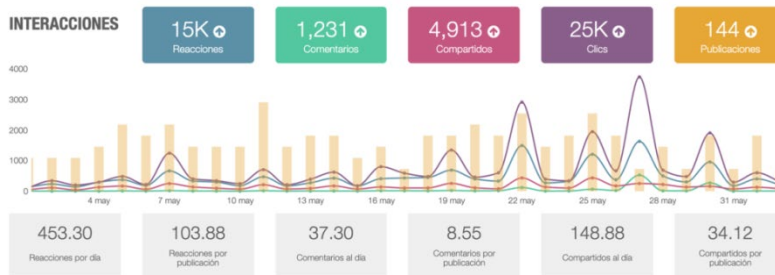 INTERACCIONES
15K
Reacciones
1,231
Comentarios
4,913
Compartidos
25K
Clics
144
Publicaciones
4000
3000
2000
1000
0
4 may
7 may
10 may
13 may
16 may
19 may
22 may
25 may
28 may
31 may
453.30
Reacciones por día
103.88
Reacciones por
publicación
37.30
Comentarios al día
8.55
Comentarios por
publicación
148.88
Compartidos al día
34.12
Compartidos por
publicación